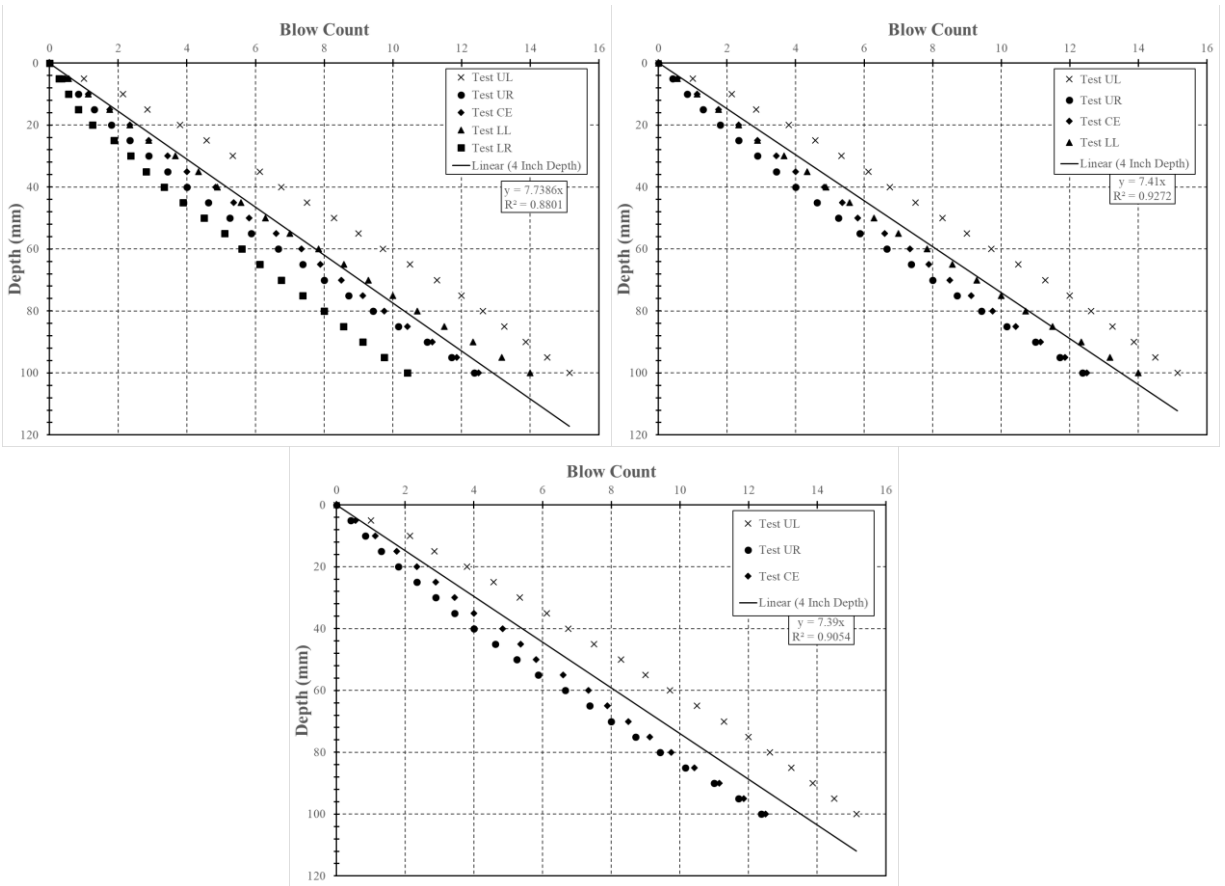 Blow Count
0 2 4 6 8 10 12 14 16
0
20
40
60
80
100
120
Depth (mm)
Test UL
Test UR
Test CE
Test LL
Test LR
Linear (4 Inch Depth)
y = 7.7386x
R² = 0.8801
Blow Count
0 2 4 6 8 10 12 14 16
0
20
40
60
80
100
120
Depth (mm)
Test UL
Test UR
Test CE
Test LL
Linear (4 Inch Depth)
y = 7.41x
R² = 0.9272
Blow Count
0 2 4 6 8 10 12 14 16
0
20
40
60
80
100
120
Depth (mm)
Test UL
Test UR
Test CE
Linear (4 Inch Depth)
y = 7.39x
R² = 0.9054